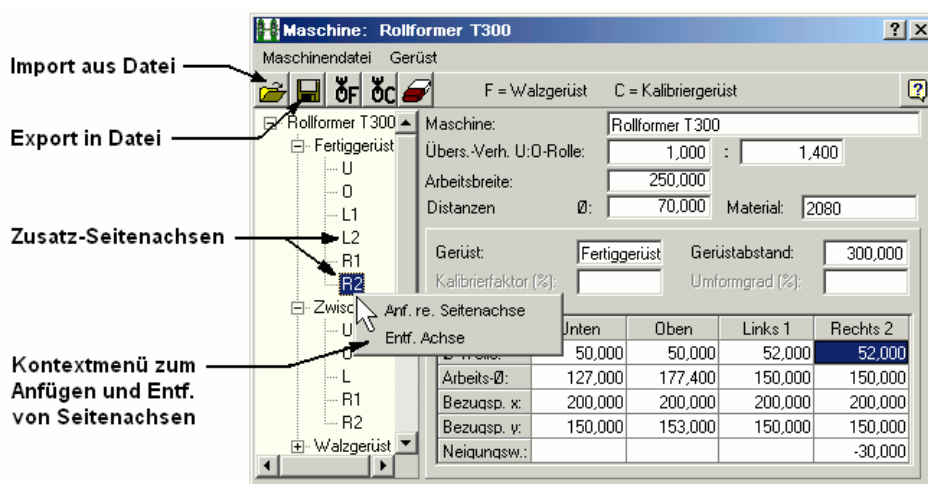 Maschine: Rollformer T300
Maschinendatei Gerüst
F = Walzgerüst C = Kalibriergerüst
Import aus Datei
Export in Datei
Zusatz-Seitenachsen
Kontextmenü zum
Anfügen und Entf.
von Seitenachsen
Rollformer T300
Fertiggerüst
U
O
L1
L2
R1
R2
U
L
R1
R2
Walzgerüst
Anf. re. Seitenachse
Entf. Achse
Maschine: Rollformer T300
Übers.-Verh. U:O-Rolle: 1,000 : 1,400
Arbeitsbreite: 250,000
Distanzen Ø: 70,000 Material: 2080
Gerüst: Fertiggerüst Gerüstabstand: 300,000
Kalibrierfaktor (%): Umformgrad (%):
Unten Oben Links 1 Rechts 2
50,000 50,000 52,000 52,000
Arbeits-Ø: 127,000 177,400 150,000 150,000
Bezugsp. x: 200,000 200,000 200,000 200,000
Bezugsp. y: 150,000 153,000 150,000 150,000
Neigungsw.: -30,000